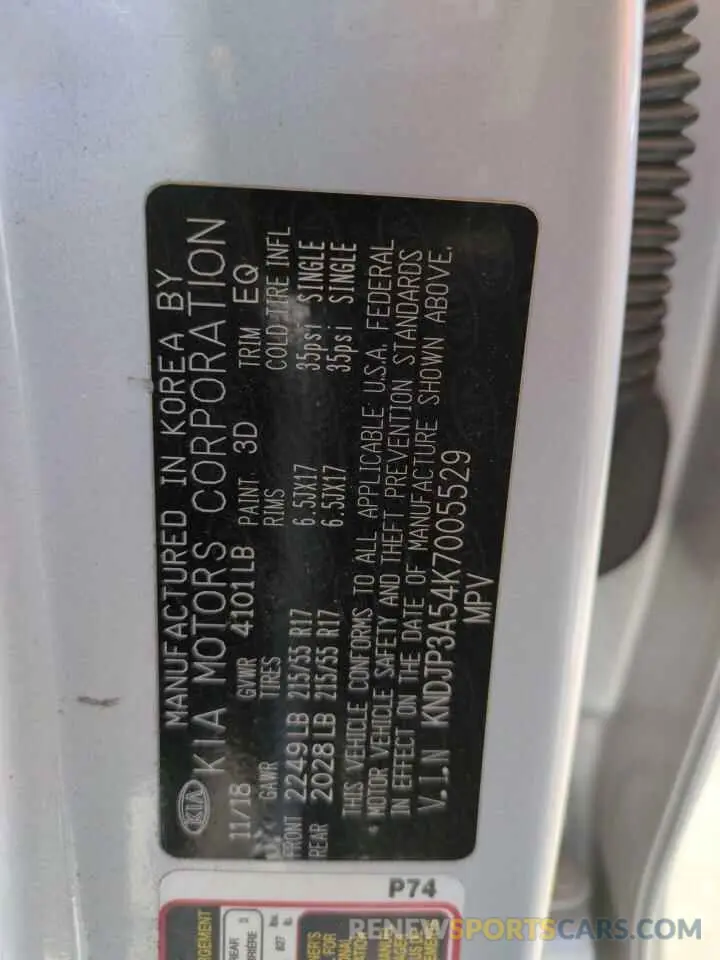 MANUFACTURED IN KOREA BY
KIA KIA MOTORS CORPORATION
11/18 GVWR 4101LB PAINT 3D TRIM EQ
GAWR TIRES RIMS COLD TIRE INFL
FRONT 2249LB 215/55 R17 6.5JX17 35psi SINGLE
REAR 2028LB 215/55 R17 6.5JX17 35psi SINGLE
THIS VEHICLE CONFORMS TO ALL APPLICABLE U.S.A. FEDERAL
MOTOR VEHICLE SAFETY AND THEFT PREVENTION STANDARDS
IN EFFECT ON THE DATE OF MANUFACTURE SHOWN ABOVE.
V.I.N KNDJP3A54K7005529
MPV
P74
RENEWSPORTSCARS.COM